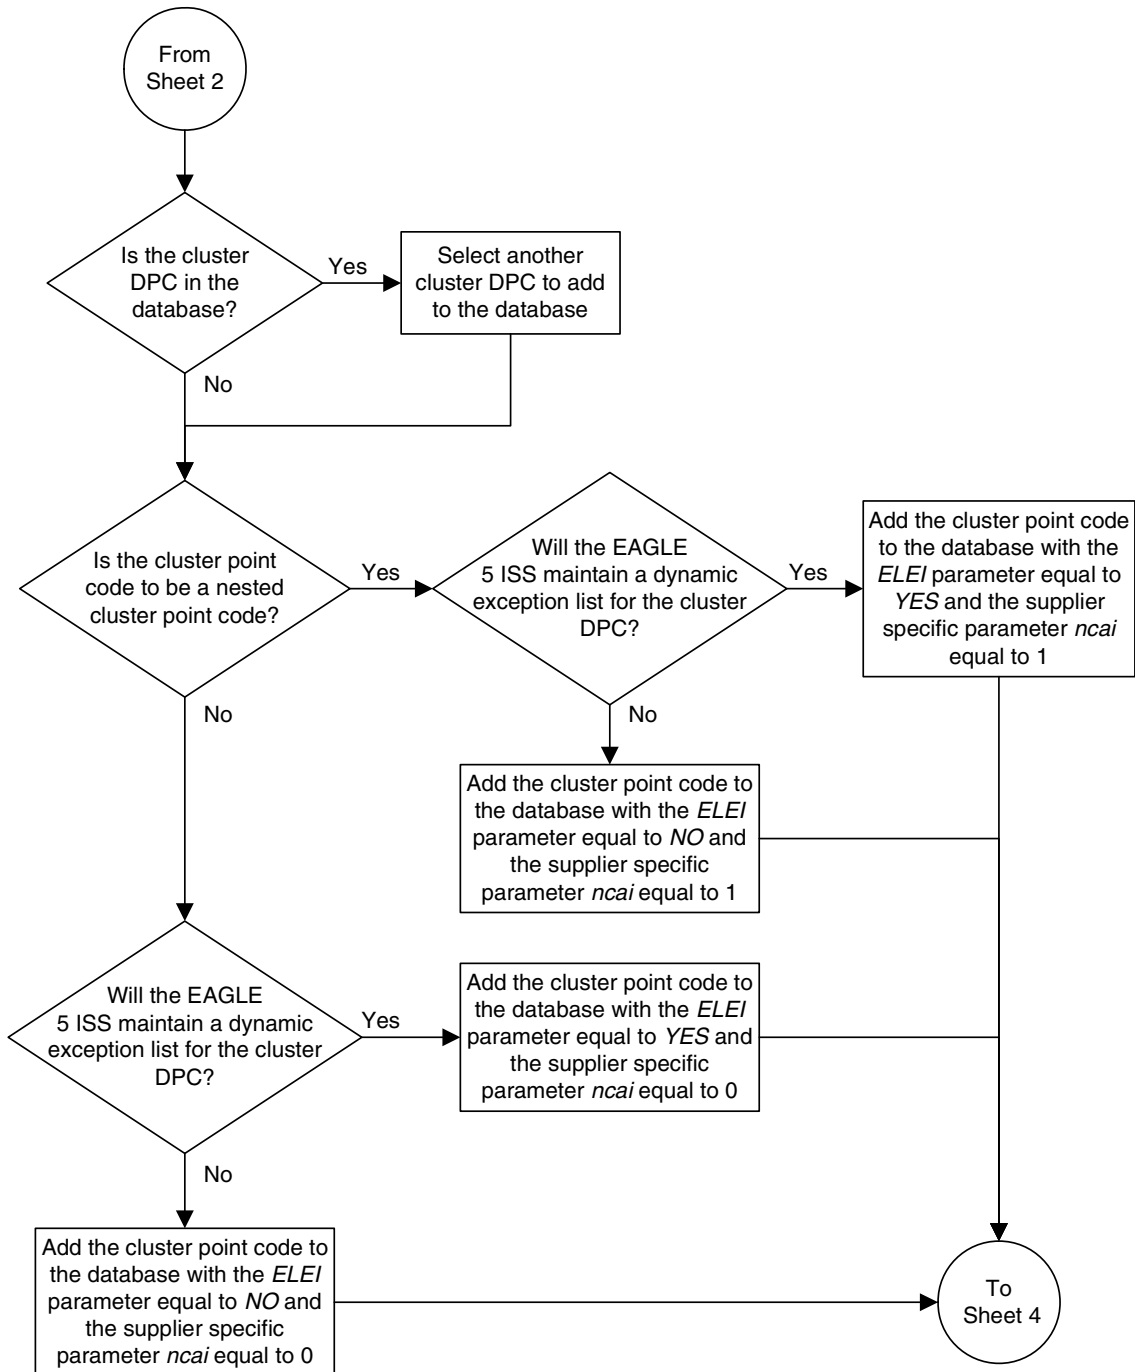 From
Sheet 2
Is the cluster
DPC in the
database?
Yes
Select another
cluster DPC to add
to the database
No
Is the cluster point
code to be a nested
cluster point code?
Yes
Will the EAGLE
5 ISS maintain a dynamic
exception list for the cluster
DPC?
Yes
Add the cluster point code
to the database with the
ELEI parameter equal to
YES and the supplier
specific parameter ncai
equal to 1
No
Add the cluster point code to
the database with the ELEI
parameter equal to NO and
the supplier specific
parameter ncai equal to 1
No
Will the EAGLE
5 ISS maintain a dynamic
exception list for the cluster
DPC?
Yes
Add the cluster point code to
the database with the ELEI
parameter equal to YES and
the supplier specific
parameter ncai equal to 0
No
Add the cluster point code to
the database with the ELEI
parameter equal to NO and
the supplier specific
parameter ncai equal to 0
To
Sheet 4